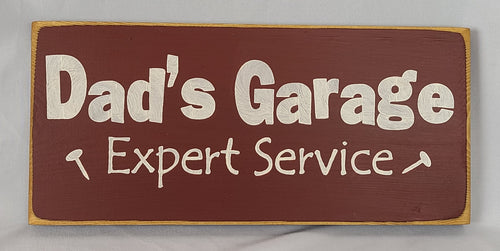 Dad's Garage
Expert Service